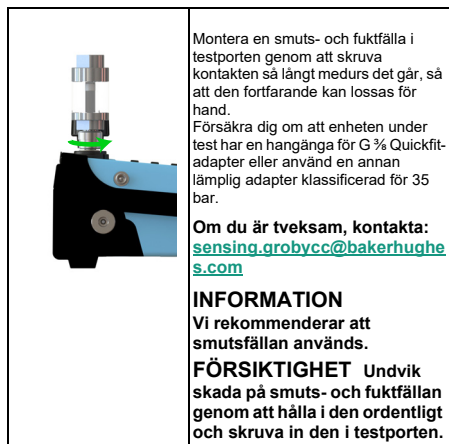 Montera en smuts- och fuktfälla i
testporten genom att skruva
kontakten så långt medurs det går, så
att den fortfarande kan lossas för
hand.
Försäkra dig om att enheten under
test har en hangänga för G ⅜ Quickfit-
adapter eller använd en annan
lämplig adapter klassificerad för 35
bar.
Om du är tveksam, kontakta:
sensing.grobycc@bakerhughe
s.com
INFORMATION
Vi rekommenderar att
smutsfällan används.
FÖRSIKTIGHET Undvik
skada på smuts- och fuktfällan
genom att hålla i den ordentligt
och skruva in den i testporten.